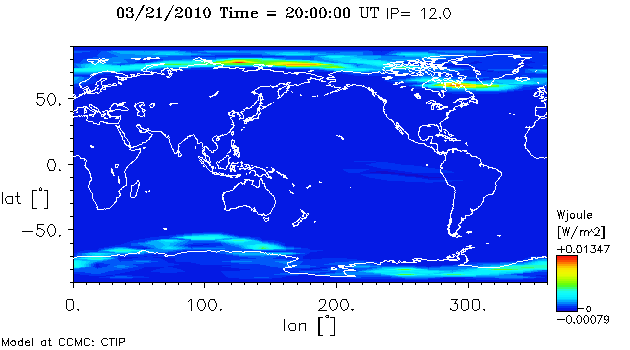 03/21/2010 Time = 20:00:00 UT IP= 12.0
50.
0.
-50.
lat [°]
0. 100. 200. 300.
lon [°]
Wjoule
[W/m^2]
+0.01347
0
-0.00079
Model at CCMC: CTIP